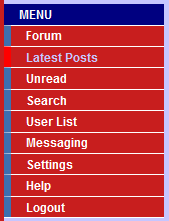 MENU
Forum
Latest Posts
Unread
Search
User List
Messaging
Settings
Help
Logout